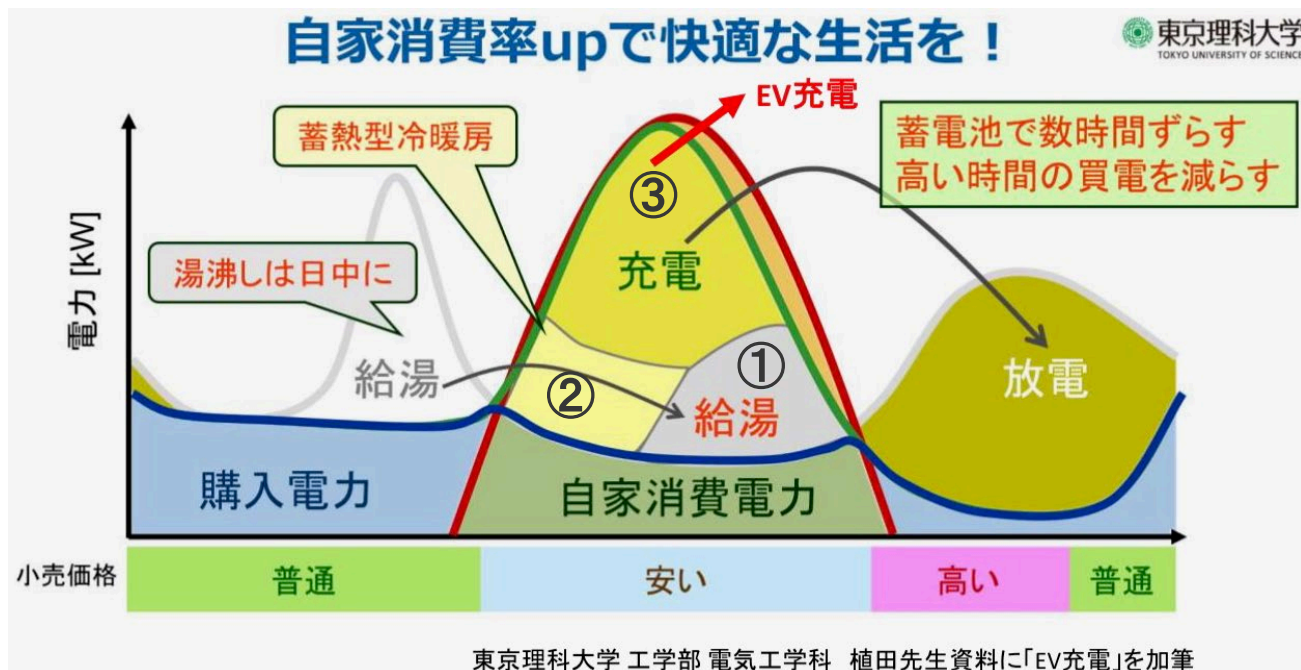 自家消費率upで快適な生活を！
東京理科大学
TOKYO UNIVERSITY OF SCIENCE
EV充電
蓄熱型冷暖房
蓄電池で数時間ずらす
高い時間の買電を減らす
③
充電
湯沸しは日中に
電力 [kW]
給湯
②
①
給湯
放電
購入電力
自家消費電力
小売価格
普通
安い
高い
普通
東京理科大学 工学部 電気工学科 植田先生資料に「EV充電」を加筆